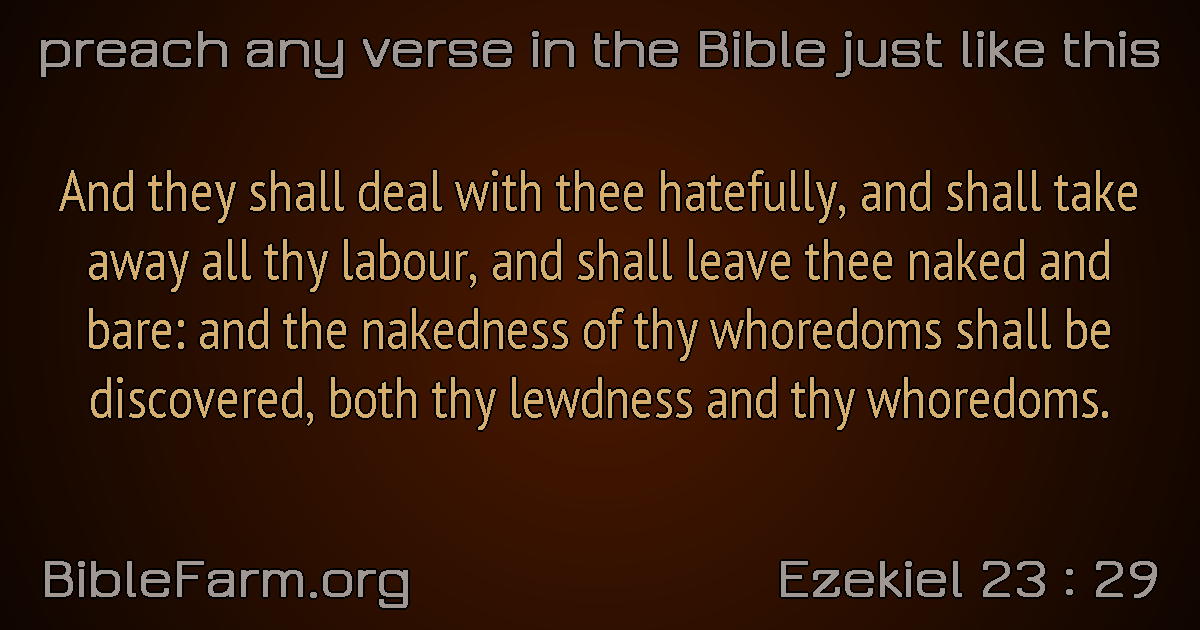 preach any verse in the Bible just like this
And they shall deal with thee hatefully, and shall take
away all thy labour, and shall leave thee naked and
bare: and the nakedness of thy whoredoms shall be
discovered, both thy lewdness and thy whoredoms.
BibleFarm.org
Ezekiel 23 : 29